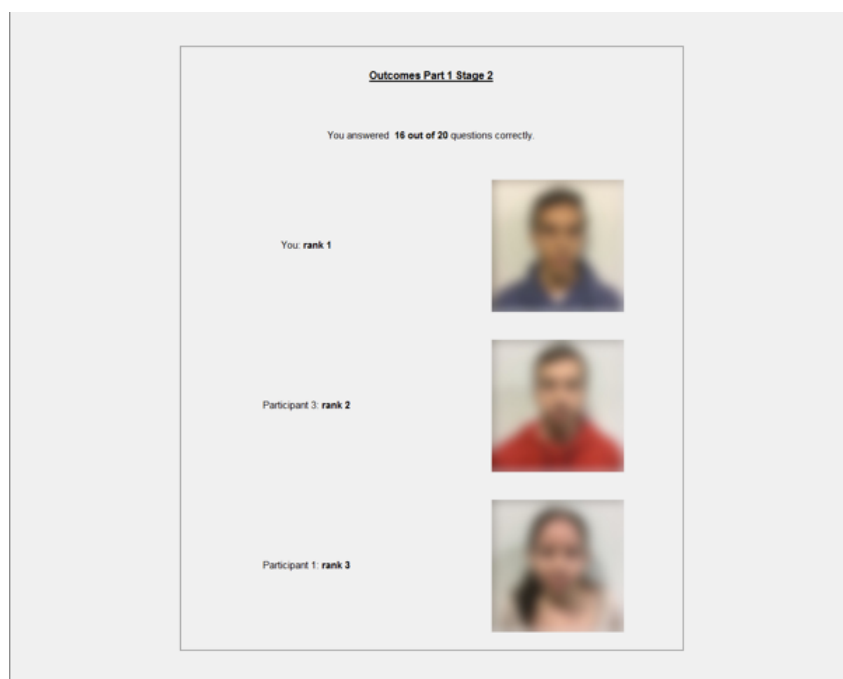 Outcomes Part 1 Stage 2
You answered 16 out of 20 questions correctly.
You: rank 1
Participant 3: rank 2
Participant 1: rank 3